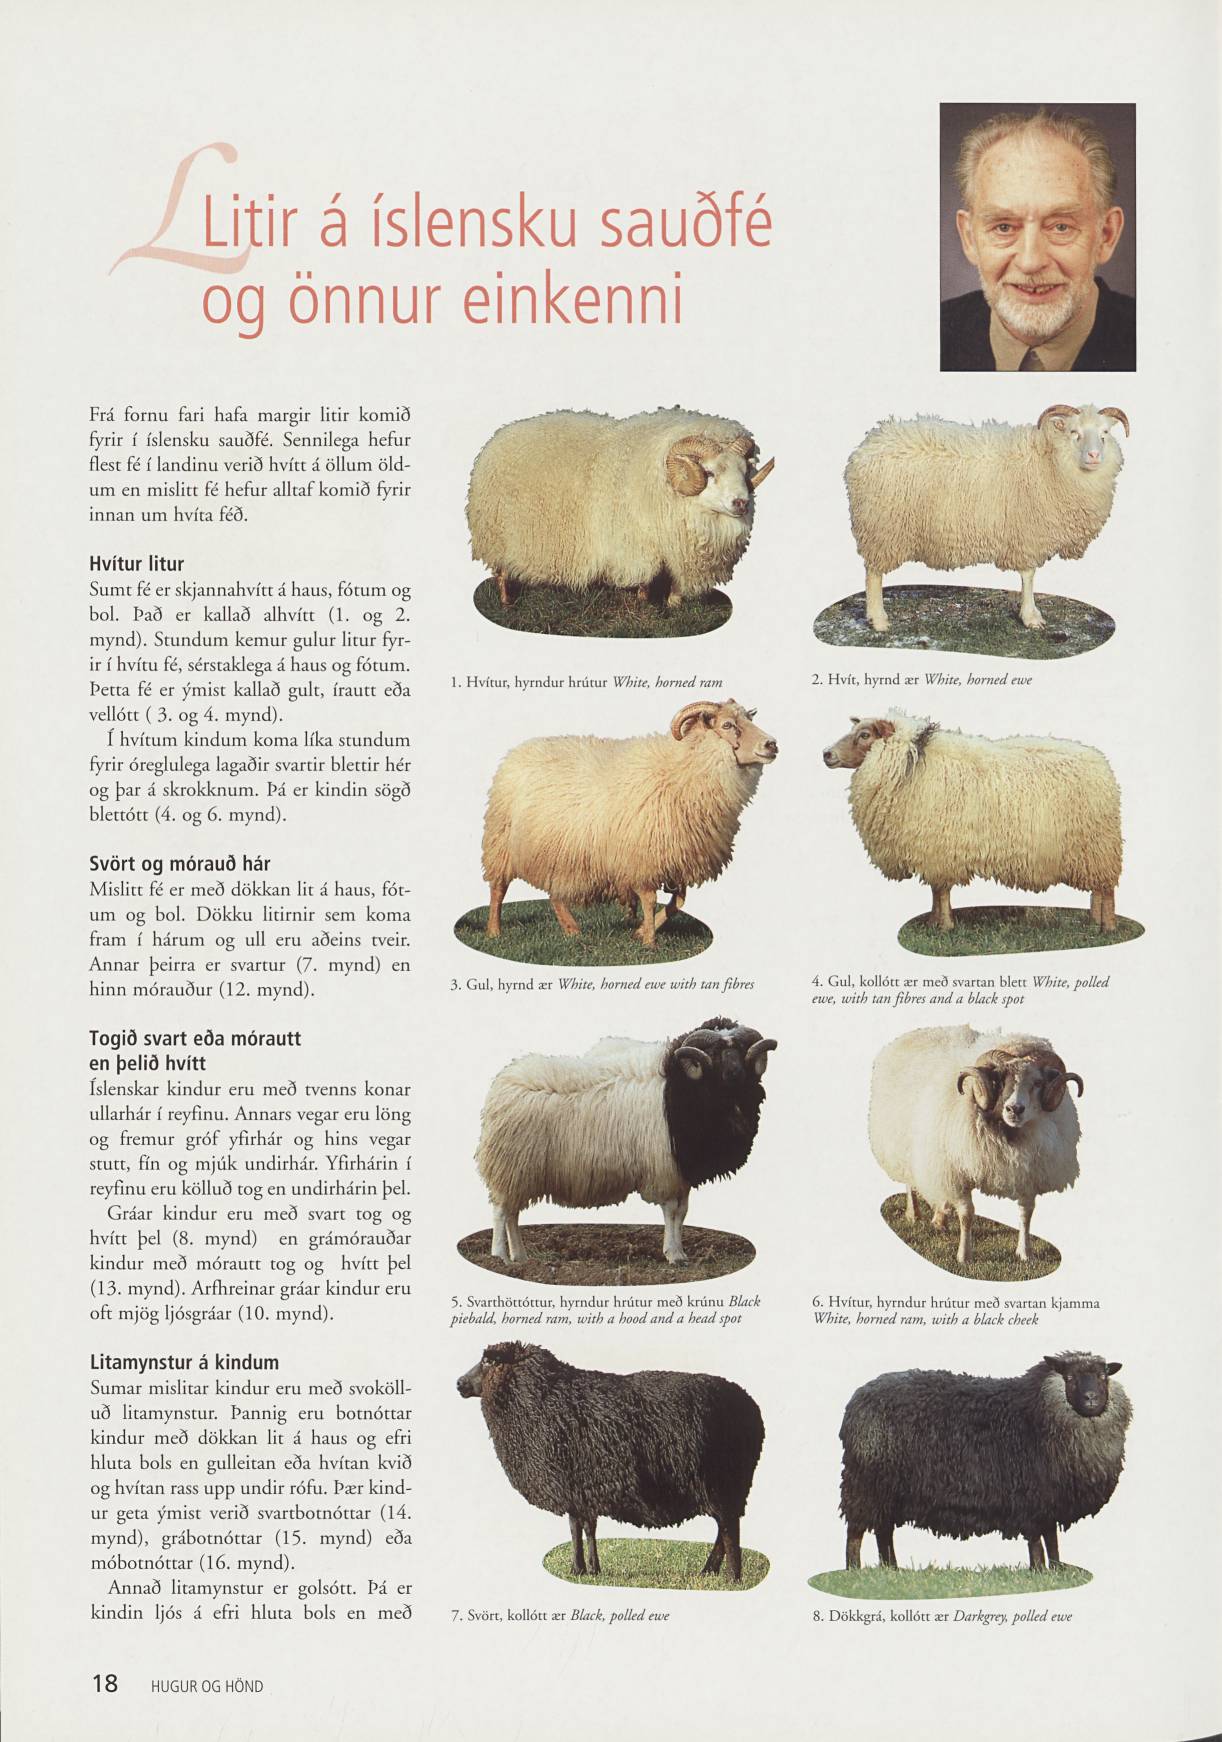 L
Litir á íslensku sauðfé
og önnur einkenni
Frá fornu fari hafa margir litir komið
fyrir í íslensku sauðfé. Sennilega hefur
flest fé í landinu verið hvítt á öllum öld-
um en mislitt fé hefur alltaf komið fyrir
innan um hvíta féð.
Hvítur litur
Sumt fé er skjannahvítt á haus, fótum og
bol. Það er kallað alhvítt (1. og 2.
mynd). Stundum kemur gulur litur fyr-
ir í hvítu fé, sérstaklega á haus og fótum.
Þetta fé er ýmist kallað gult, írautt eða
vellótt ( 3. og 4. mynd).
Í hvítum kindum koma líka stundum
fyrir óreglulega lagaðir svartir blettir hér
og þar á skrokknum. Þá er kindin sögð
blettótt (4. og 6. mynd).
Svört og mórauð hár
Mislitt fé er með dökkan lit á haus, fót-
um og bol. Dökku litirnir sem koma
fram í hárum og ull eru aðeins tveir.
Annar þeirra er svartur (7. mynd) en
hinn mórauður (12. mynd).
Togið svart eða mórautt
en þelið hvítt
Íslenskar kindur eru með tvenns konar
ullarhár í reyfinu. Annars vegar eru löng
og fremur gróf yfirhár og hins vegar
stutt, fín og mjúk undirhár. Yfirhárin í
reyfinu eru kölluð tog en undirhárin þel.
Gráar kindur eru með svart tog og
hvítt þel (8. mynd) en grámórauðar
kindur með mórautt tog og hvítt þel
(13. mynd). Arfhreinar gráar kindur eru
oft mjög ljósgráar (10. mynd).
Litamynstur á kindum
Sumar mislitar kindur eru með svoköll-
uð litamynstur. Þannig eru botnóttar
kindur með dökkan lit á haus og efri
hluta bols en gulleitan eða hvítan kvið
og hvítan rass upp undir rófu. Þær kind-
ur geta ýmist verið svartbotnóttar (14.
mynd), grábotnóttar (15. mynd) eða
móbotnóttar (16. mynd).
Annað litamynstur er golsótt. Þá er
kindin ljós á efri hluta bols en með
1. Hvítur, hyrndur hrútur White, horned ram
2. Hvít, hyrnd ær White, horned ewe
3. Gul, hyrnd ær White, horned ewe with tan fibres
4. Gul, kollótt ær með svartan blett White, polled
ewe, with tan fibres and a black spot
5. Svarthöttóttur, hyrndur hrútur með krúnu Black
piebald, horned ram, with a hood and a head spot
6. Hvítur, hyrndur hrútur með svartan kjamma
White, horned ram, with a black cheek
7. Svört, kollótt ær Black, polled ewe
8. Dökkgrá, kollótt ær Darkgrey, polled ewe
18 HUGUR OG HÖND